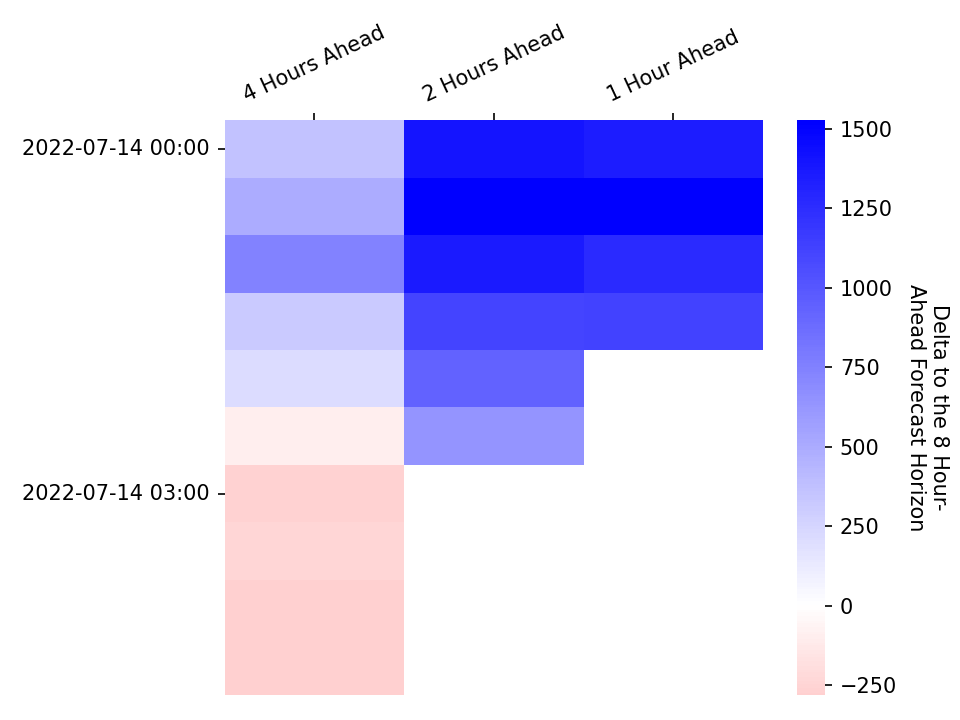 4 Hours Ahead
2 Hours Ahead
1 Hour Ahead
2022-07-14 00:00
2022-07-14 03:00
1500
1250
1000
750
500
250
0
−250
Delta to the 8 Hour-
Ahead Forecast Horizon